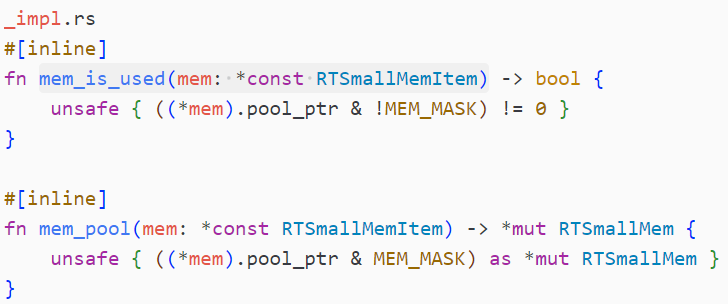 _impl.rs
#[inline]
fn mem_is_used(mem: *const RTSmallMemItem) -> bool {
    unsafe { ((*mem).pool_ptr & !MEM_MASK) != 0 }
}

#[inline]
fn mem_pool(mem: *const RTSmallMemItem) -> *mut RTSmallMem {
    unsafe { ((*mem).pool_ptr & MEM_MASK) as *mut RTSmallMem }
}